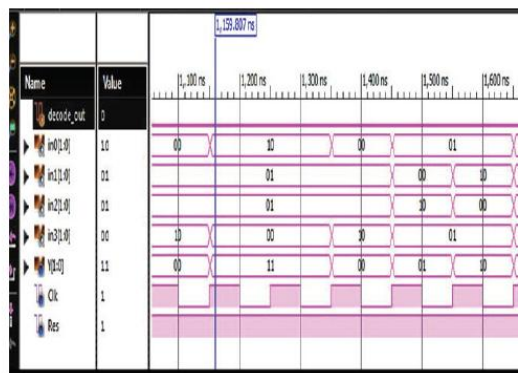 1,159.807 ns
Name Value 1,100 ns 1,200 ns 1,300 ns 1,400 ns 1,500 ns 1,600 ns
decode_out 0
in0[1:0] 10 00 10 00 01
in1[1:0] 01 01 00 10
in2[1:0] 01 01 10 00
in3[1:0] 00 10 00 10 01
Y[1:0] 11 00 11 00 01 10
Clk 1
Res 1